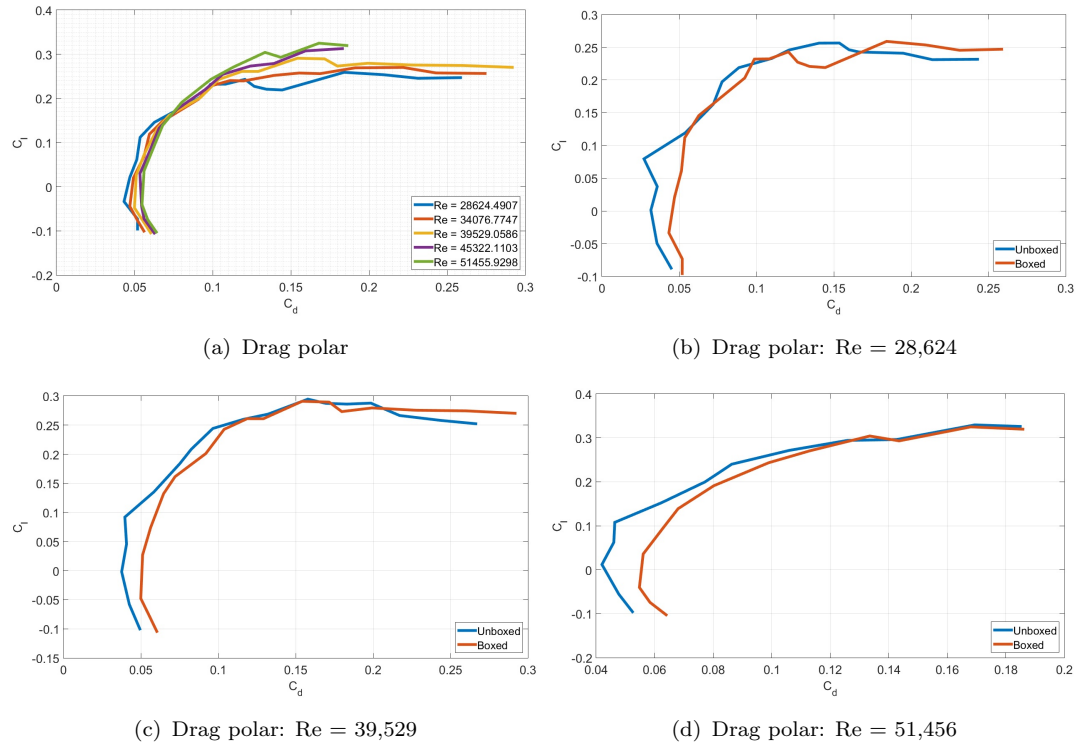 0.4
0.3
0.2
0.1
0
-0.1
-0.2
C_l
0
0.05
0.1
0.15
0.2
0.25
0.3
C_d
Re = 28624.4907
Re = 34076.7747
Re = 39529.0586
Re = 45322.1103
Re = 51455.9298
(a) Drag polar
0.3
0.25
0.2
0.15
0.1
0.05
0
-0.05
-0.1
C_l
0
0.05
0.1
0.15
0.2
0.25
0.3
C_d
Unboxed
Boxed
(b) Drag polar: Re = 28,624
0.3
0.25
0.2
0.15
0.1
0.05
0
-0.05
-0.1
-0.15
C_l
0
0.05
0.1
0.15
0.2
0.25
0.3
C_d
Unboxed
Boxed
(c) Drag polar: Re = 39,529
0.4
0.3
0.2
0.1
0
-0.1
-0.2
C_l
0.04
0.06
0.08
0.1
0.12
0.14
0.16
0.18
0.2
C_d
Unboxed
Boxed
(d) Drag polar: Re = 51,456